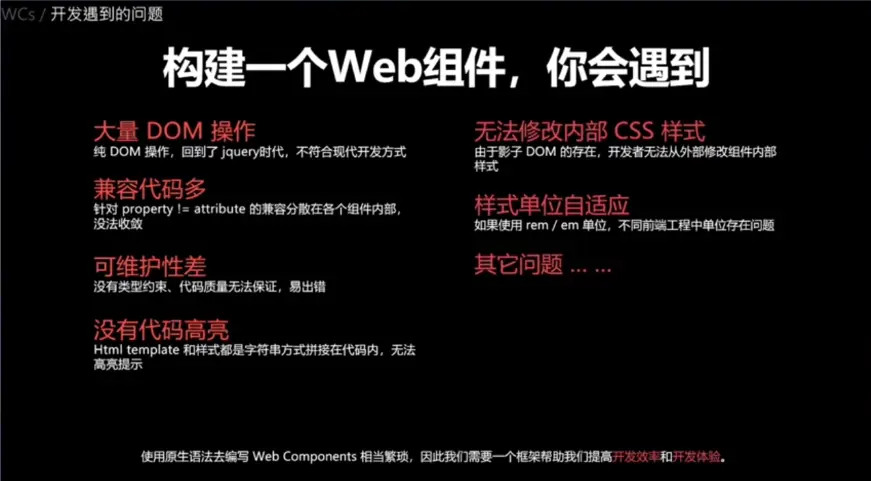 WCs / 开发遇到的问题
构建一个Web组件，你会遇到
大量 DOM 操作
纯 DOM 操作，回到了 jquery时代，不符合现代开发方式
兼容代码多
针对 property != attribute 的兼容分散在各个组件内部，
没法收敛
可维护性差
没有类型约束、代码质量无法保证，易出错
没有代码高亮
Html template 和样式都是字符串方式拼接在代码内，无法
高亮提示
无法修改内部 CSS 样式
由于影子 DOM 的存在，开发者无法从外部修改组件内部
样式
样式单位自适应
如果使用 rem / em 单位，不同前端工程中单位存在问题
其它问题 ... ...
使用原生语法去编写 Web Components 相当繁琐，因此我们需要一个框架帮助我们提高开发效率和开发体验。